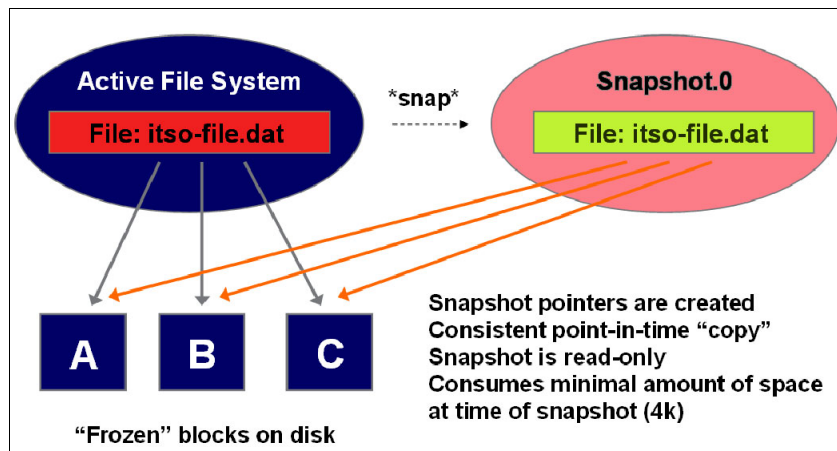 Active File System
*snap*
Snapshot.0
File: itso-file.dat
File: itso-file.dat
A
B
C
Snapshot pointers are created
Consistent point-in-time “copy”
Snapshot is read-only
Consumes minimal amount of space
at time of snapshot (4k)
“Frozen” blocks on disk